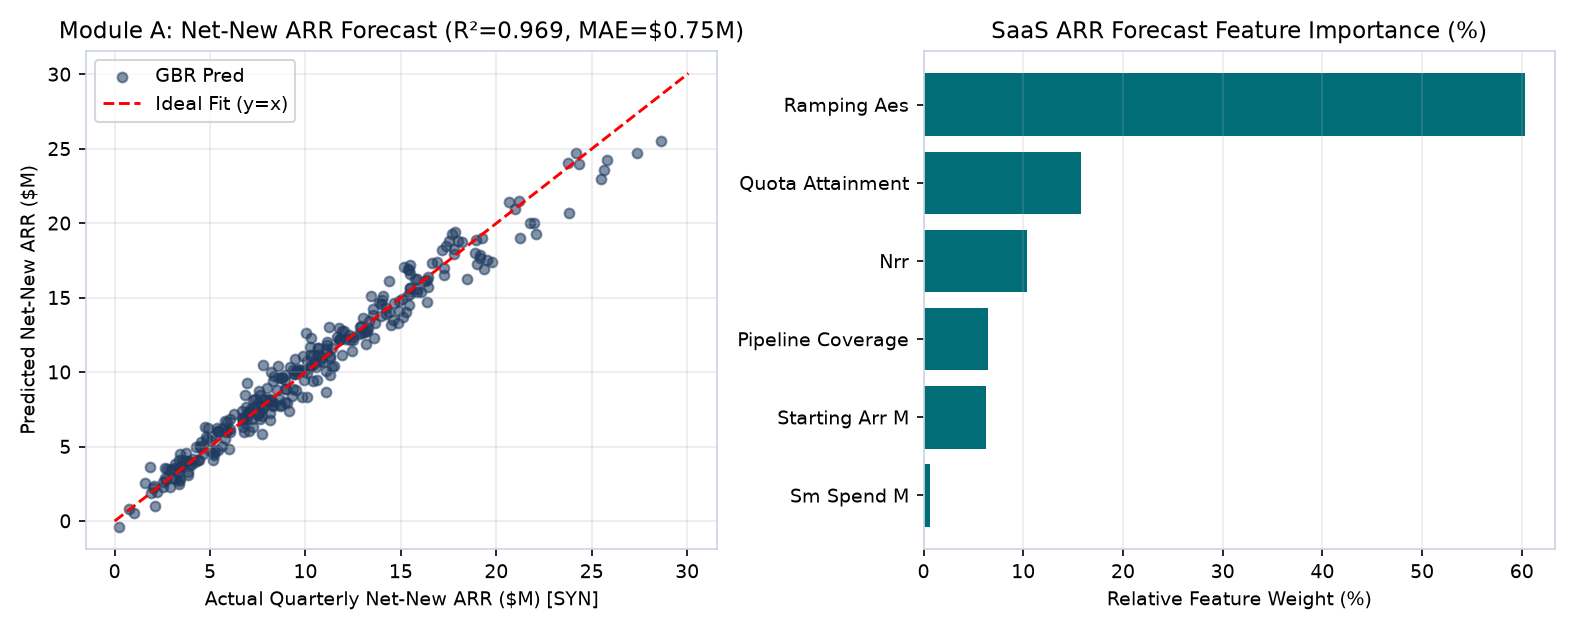 Module A: Net-New ARR Forecast (R²=0.969, MAE=$0.75M)
GBR Pred
Ideal Fit (y=x)
30
25
20
15
10
5
0
Predicted Net-New ARR ($M)
0 5 10 15 20 25 30
Actual Quarterly Net-New ARR ($M) [SYN]
SaaS ARR Forecast Feature Importance (%)
Ramping Aes
Quota Attainment
Nrr
Pipeline Coverage
Starting Arr M
Sm Spend M
0 10 20 30 40 50 60
Relative Feature Weight (%)